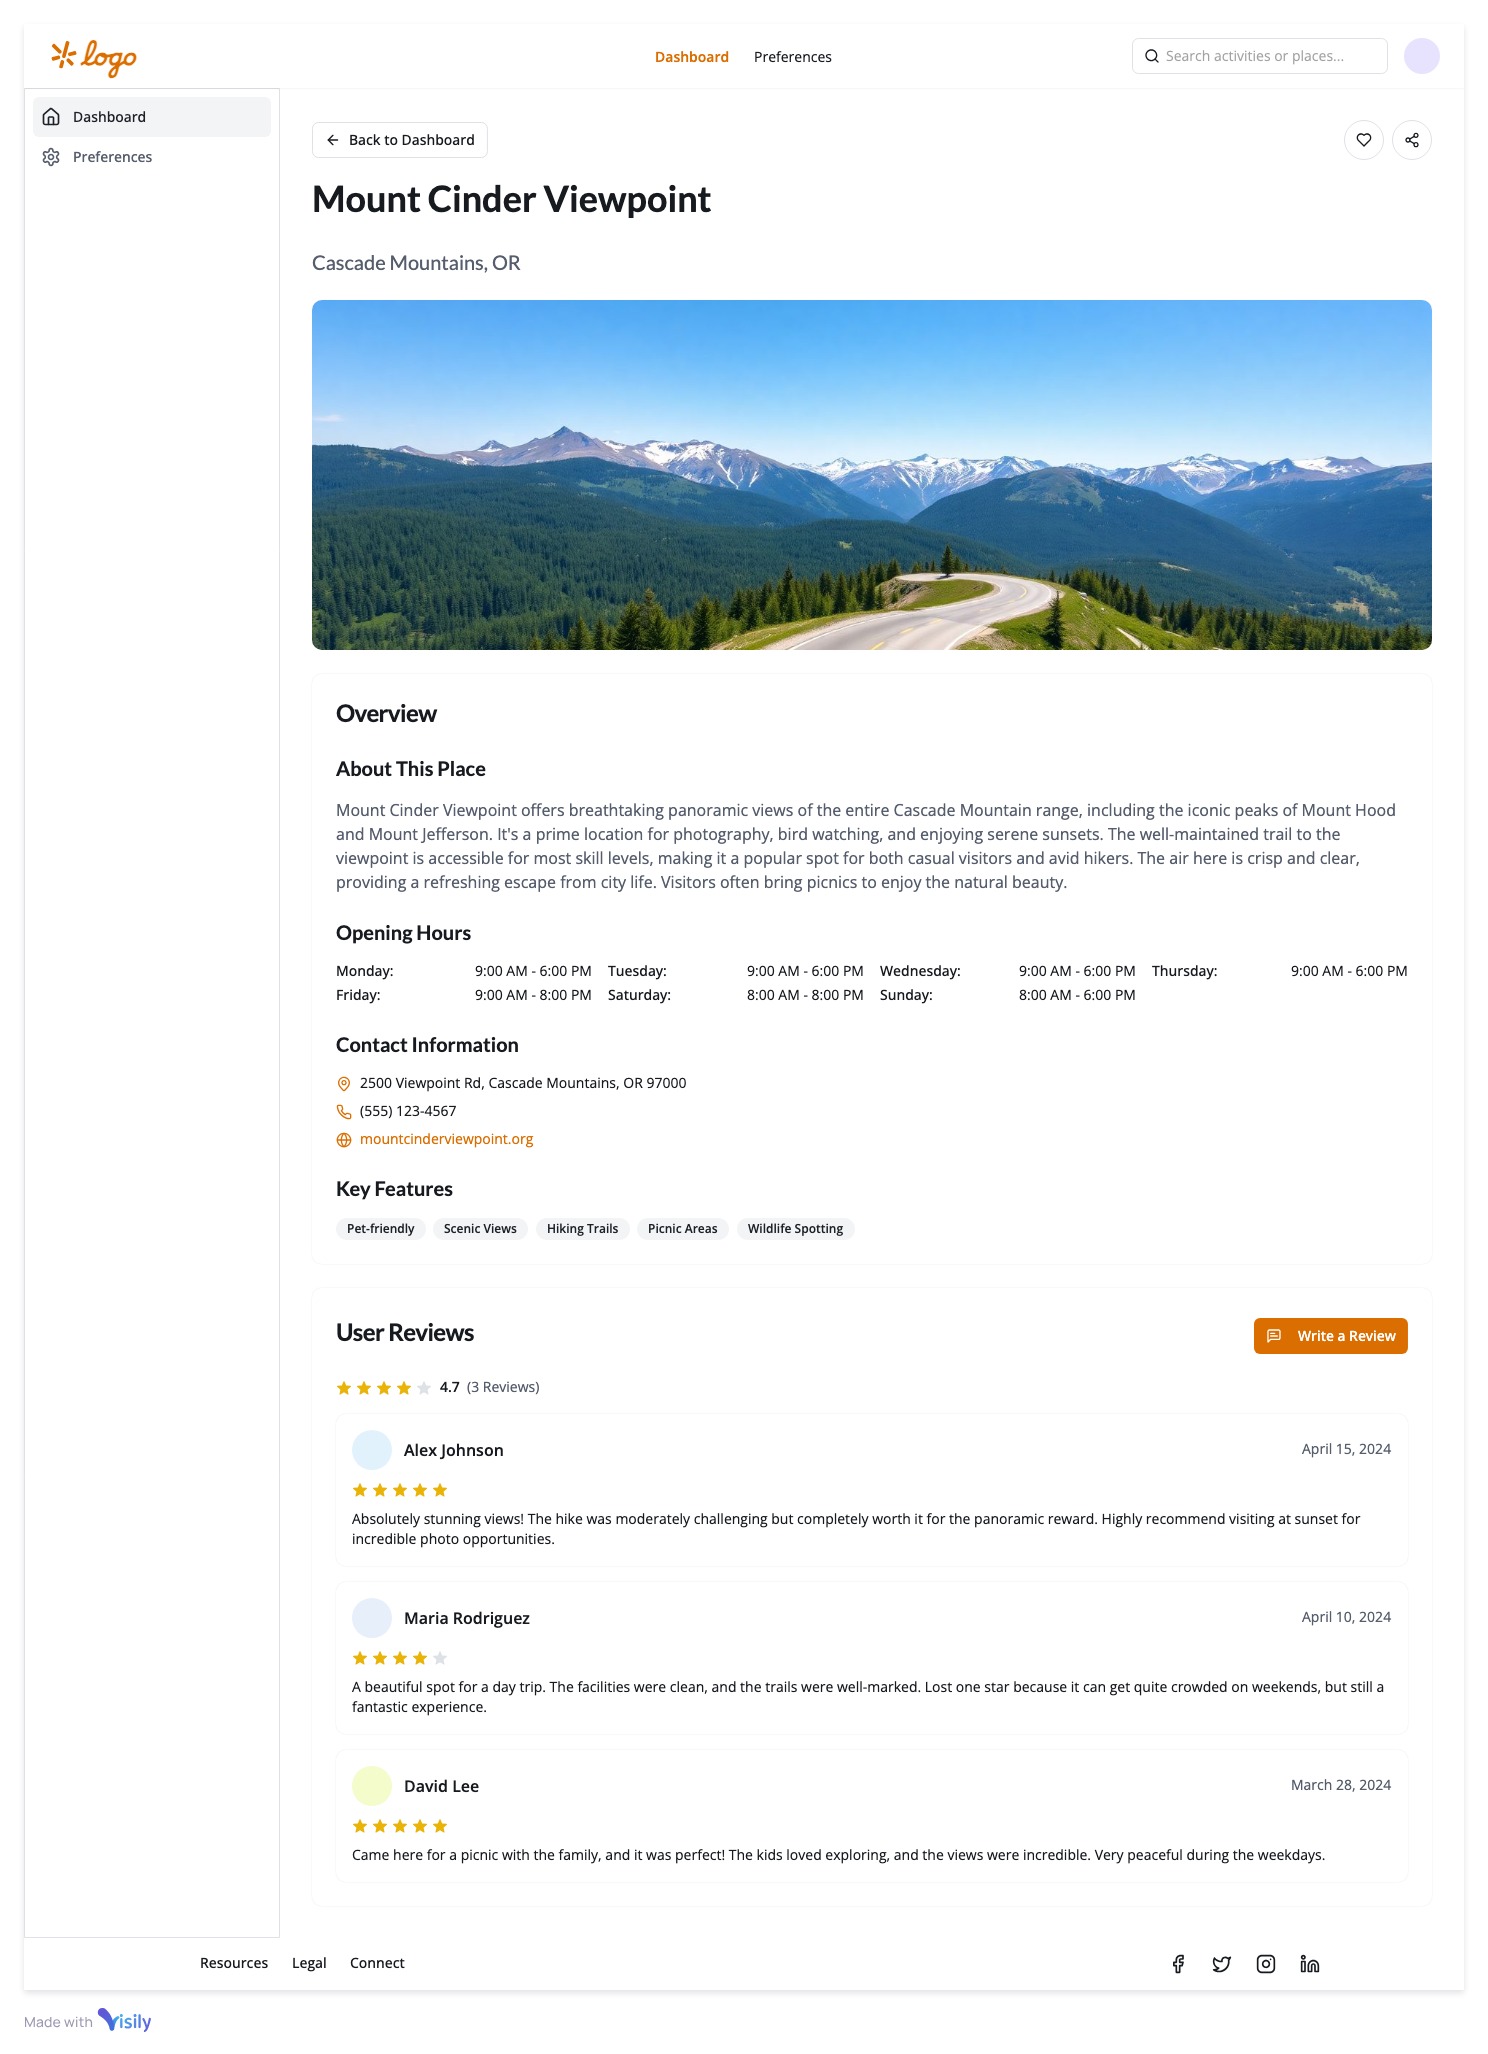 logo
Dashboard
Preferences
Search activities or places...
Dashboard
Preferences
Back to Dashboard
Mount Cinder Viewpoint
Cascade Mountains, OR
Overview
About This Place
Mount Cinder Viewpoint offers breathtaking panoramic views of the entire Cascade Mountain range, including the iconic peaks of Mount Hood
and Mount Jefferson. It's a prime location for photography, bird watching, and enjoying serene sunsets. The well-maintained trail to the
viewpoint is accessible for most skill levels, making it a popular spot for both casual visitors and avid hikers. The air here is crisp and clear,
providing a refreshing escape from city life. Visitors often bring picnics to enjoy the natural beauty.
Opening Hours
Monday: 9:00 AM - 6:00 PM Tuesday: 9:00 AM - 6:00 PM Wednesday: 9:00 AM - 6:00 PM Thursday: 9:00 AM - 6:00 PM
Friday: 9:00 AM - 8:00 PM Saturday: 8:00 AM - 8:00 PM Sunday: 8:00 AM - 6:00 PM
Contact Information
2500 Viewpoint Rd, Cascade Mountains, OR 97000
(555) 123-4567
mountcinderviewpoint.org
Key Features
Pet-friendly Scenic Views Hiking Trails Picnic Areas Wildlife Spotting
User Reviews
Write a Review
4.7 (3 Reviews)
Alex Johnson
April 15, 2024
Absolutely stunning views! The hike was moderately challenging but completely worth it for the panoramic reward. Highly recommend visiting at sunset for
incredible photo opportunities.
Maria Rodriguez
April 10, 2024
A beautiful spot for a day trip. The facilities were clean, and the trails were well-marked. Lost one star because it can get quite crowded on weekends, but still a
fantastic experience.
David Lee
March 28, 2024
Came here for a picnic with the family, and it was perfect! The kids loved exploring, and the views were incredible. Very peaceful during the weekdays.
Resources Legal Connect
Made with Visily